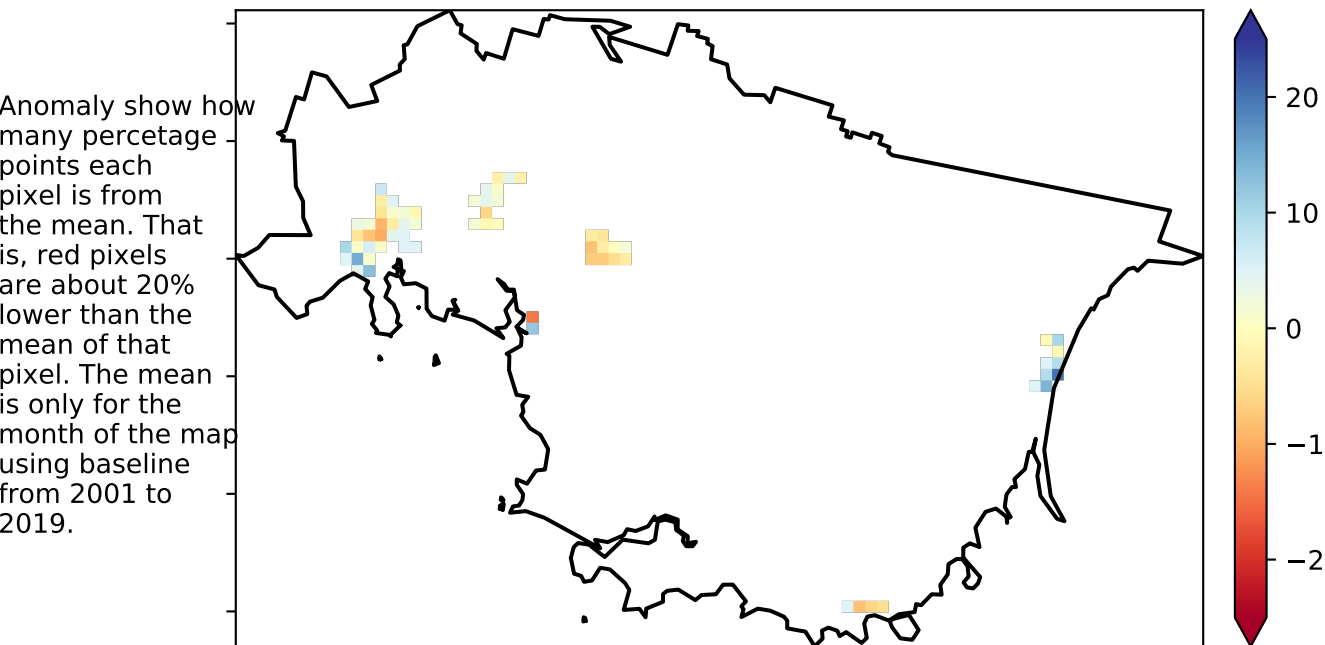 Anomaly show how
many percetage
points each
pixel is from
the mean. That
is, red pixels
are about 20%
lower than the
mean of that
pixel. The mean
is only for the
month of the map
using baseline
from 2001 to
2019.
20
10
0
−1
−2